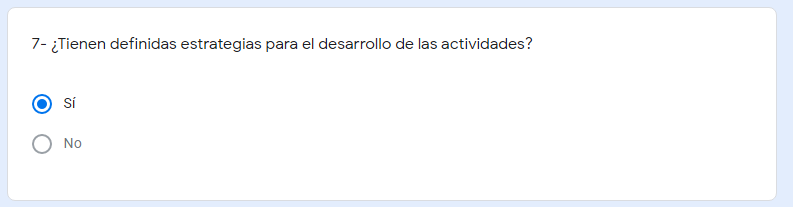 7- ¿Tienen definidas estrategias para el desarrollo de las actividades?
Sí
No